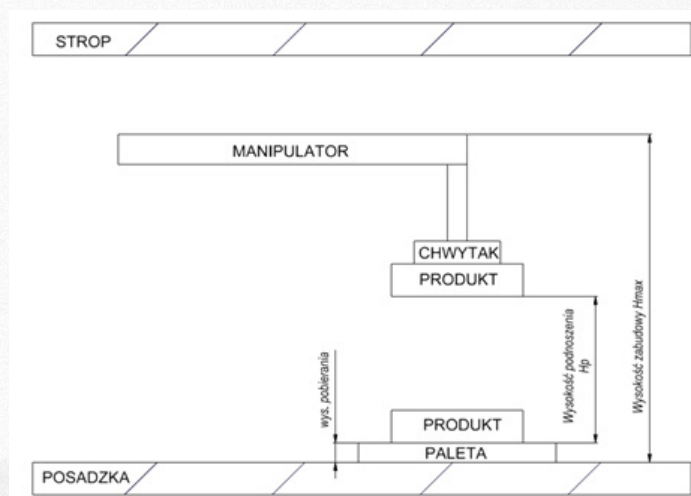 STROP
MANIPULATOR
CHWYTAK
PRODUKT
wys. pobierania
Wysokość podnoszenia
Hp
Wysokość zabudowy Hmax
PRODUKT
PALETA
POSADZKA